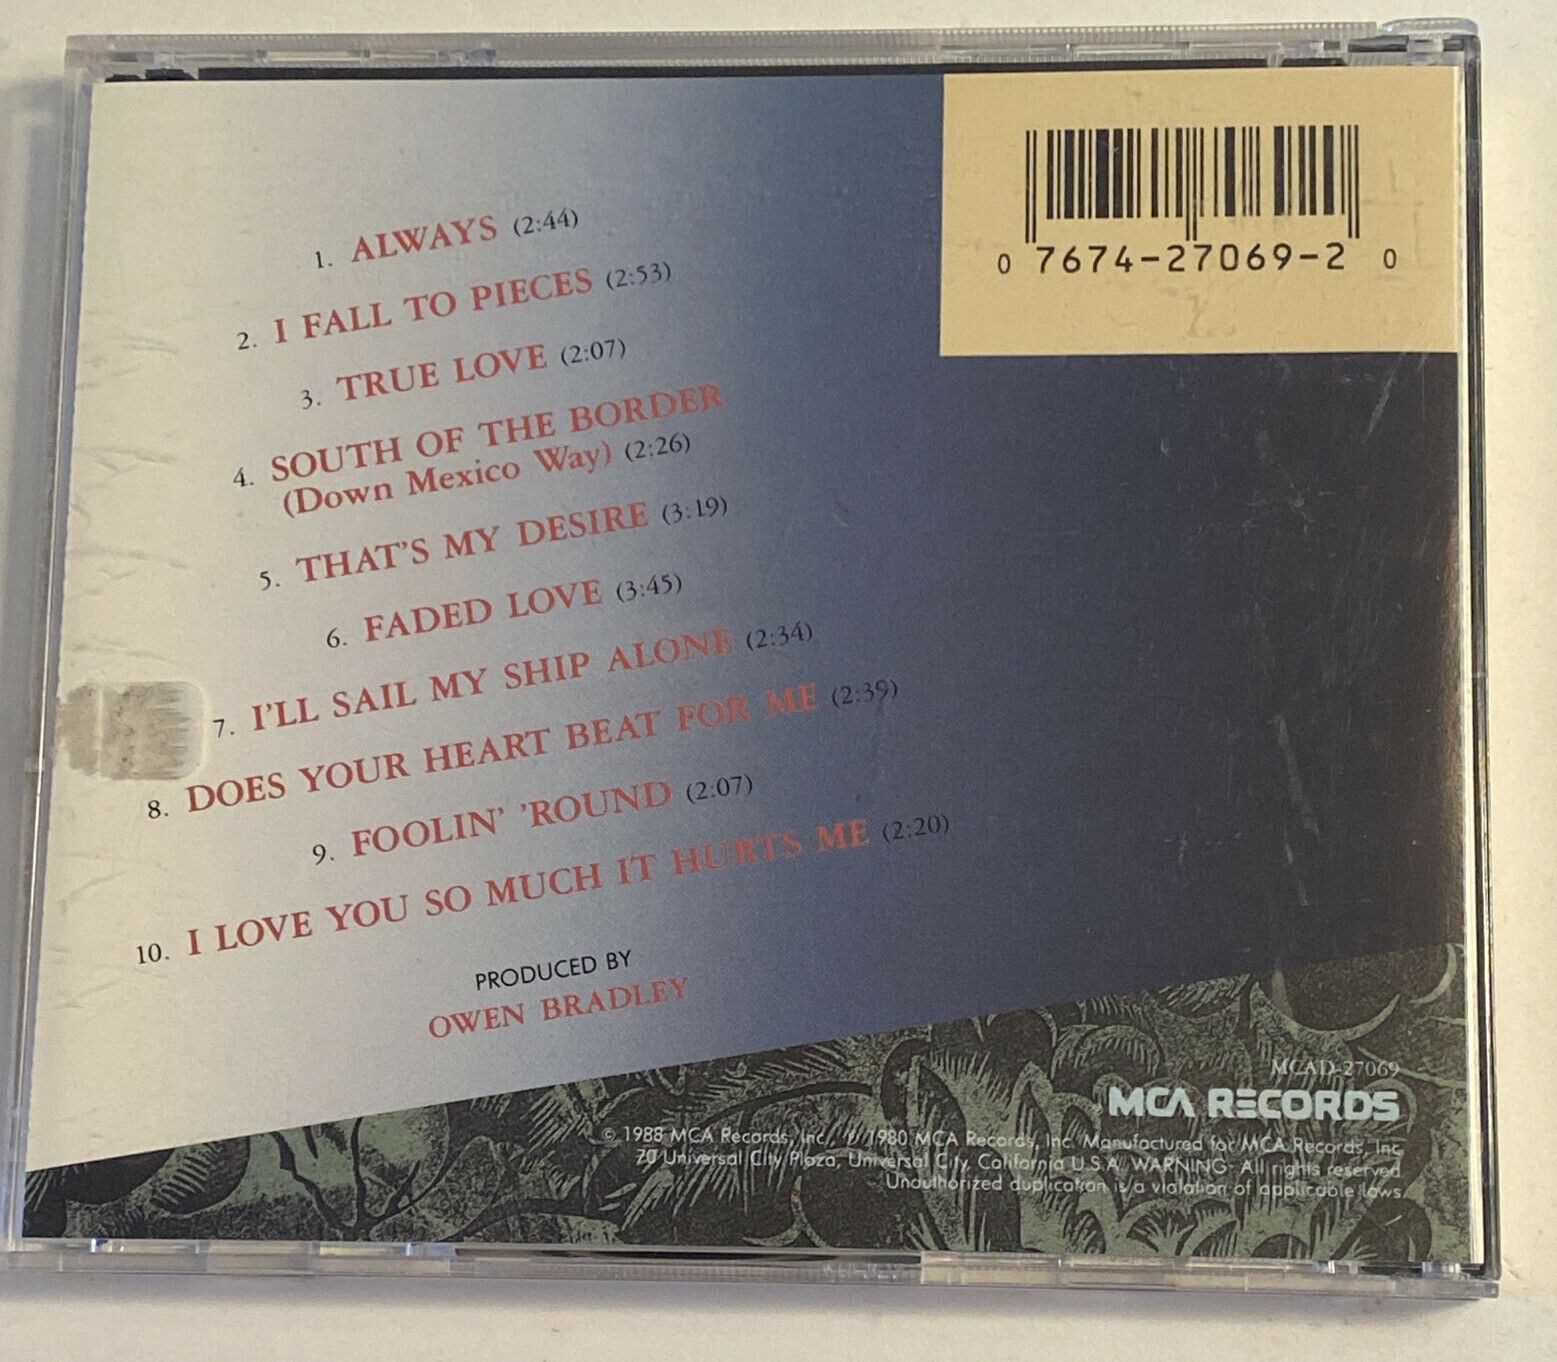 0 7674-27069-2 0
1. ALWAYS (2:44)
2. I FALL TO PIECES (2:53)
3. TRUE LOVE (2:07)
4. SOUTH OF THE BORDER
(Down Mexico Way) (2:26)
5. THAT'S MY DESIRE (3:19)
6. FADED LOVE (3:45)
7. I'LL SAIL MY SHIP ALONE (2:34)
8. DOES YOUR HEART BEAT FOR ME (2:39)
9. FOOLIN' 'ROUND (2:07)
10. I LOVE YOU SO MUCH IT HURTS ME (2:20)
PRODUCED BY
OWEN BRADLEY
MCAD-27069
MCA RECORDS
© 1988 MCA Records, Inc., ℗ 1980 MCA Records, Inc. Manufactured for MCA Records, Inc.
70 Universal City Plaza, Universal City, California U.S.A. WARNING: All rights reserved.
Unauthorized duplication is a violation of applicable laws.